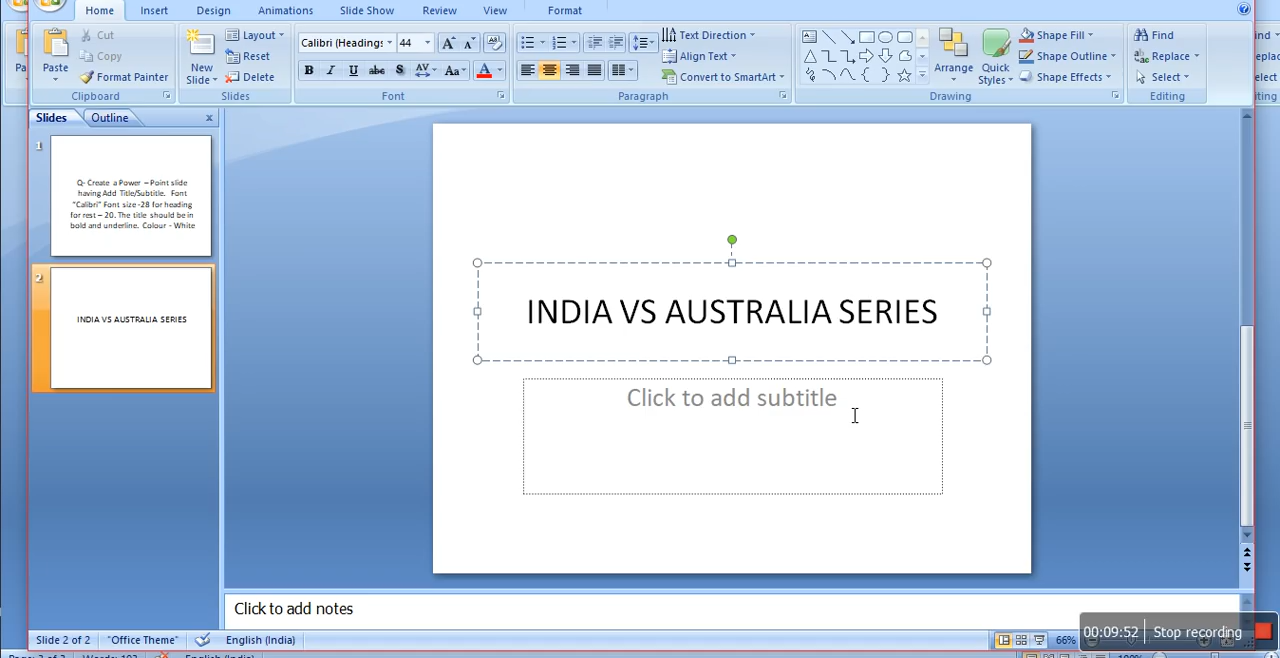 Home Insert Design Animations Slide Show Review View Format
Paste
Cut
Copy
Format Painter
Clipboard
New
Slide
Layout
Reset
Delete
Slides
Calibri (Headings 44
B I U abc S AV Aa A
Font
Text Direction
Align Text
Convert to SmartArt
Paragraph
Arrange
Quick
Styles
Shape Fill
Shape Outline
Shape Effects
Drawing
Find
Replace
Select
Editing
Slides Outline x
1
Q- Create a Power – Point slide
having Add Title/Subtitle. Font
"Calibri" Font size -28 for heading
for rest – 20. The title should be in
bold and underline. Colour - White
2
INDIA VS AUSTRALIA SERIES
INDIA VS AUSTRALIA SERIES
Click to add subtitle
Click to add notes
Slide 2 of 2 "Office Theme" English (India) 66%
00:09:52 Stop recording